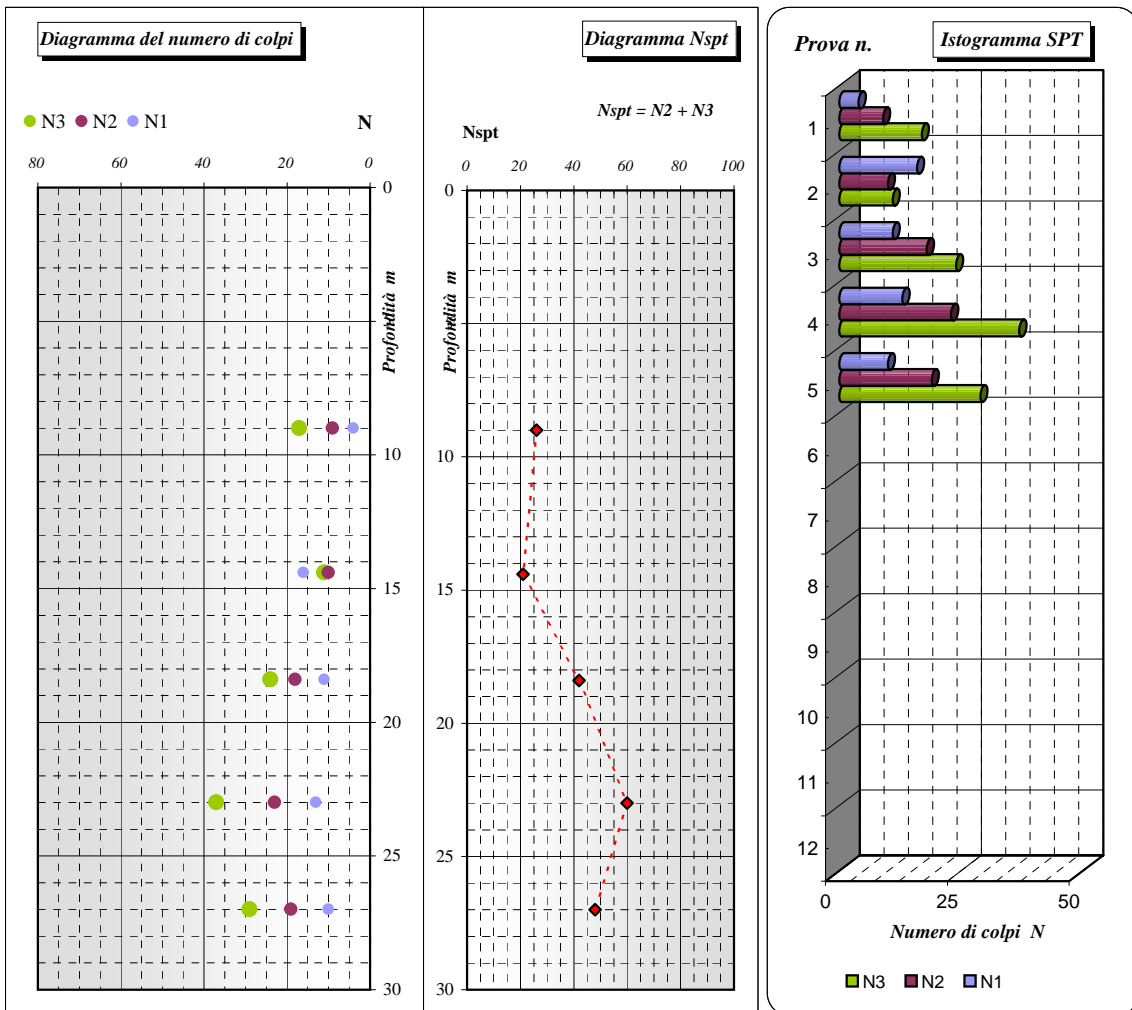 Diagramma del numero di colpi
N3 N2 N1 N
80 60 40 20 0
0
5
10
15
20
25
30
Profondità m
Diagramma Nspt
Nspt = N2 + N3
Nspt
0 20 40 60 80 100
0
5
10
15
20
25
30
Profondità m
Prova n. Istogramma SPT
1
2
3
4
5
6
7
8
9
10
11
12
0 25 50
Numero di colpi N
N3 N2 N1